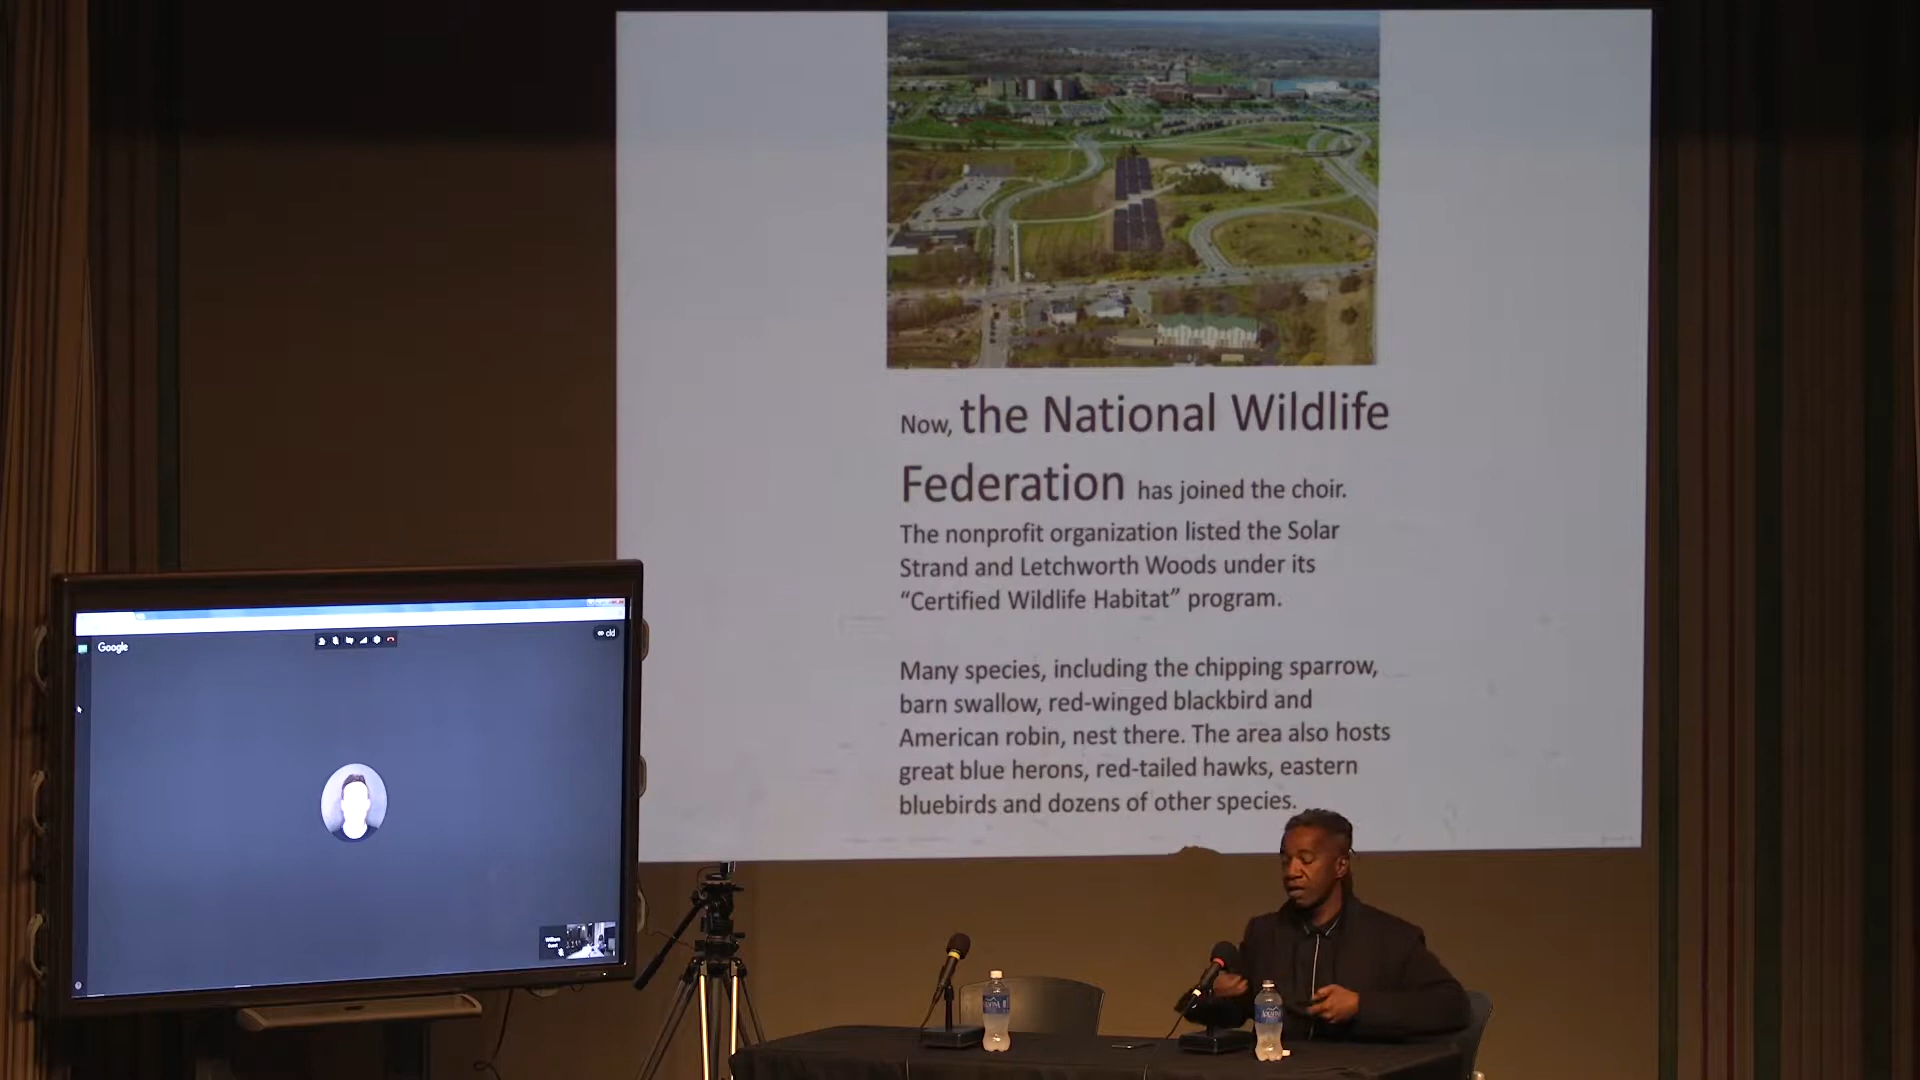 Now, the National Wildlife
Federation has joined the choir.
The nonprofit organization listed the Solar
Strand and Letchworth Woods under its
“Certified Wildlife Habitat” program.
Many species, including the chipping sparrow,
barn swallow, red-winged blackbird and
American robin, nest there. The area also hosts
great blue herons, red-tailed hawks, eastern
bluebirds and dozens of other species.
Google
cld
William